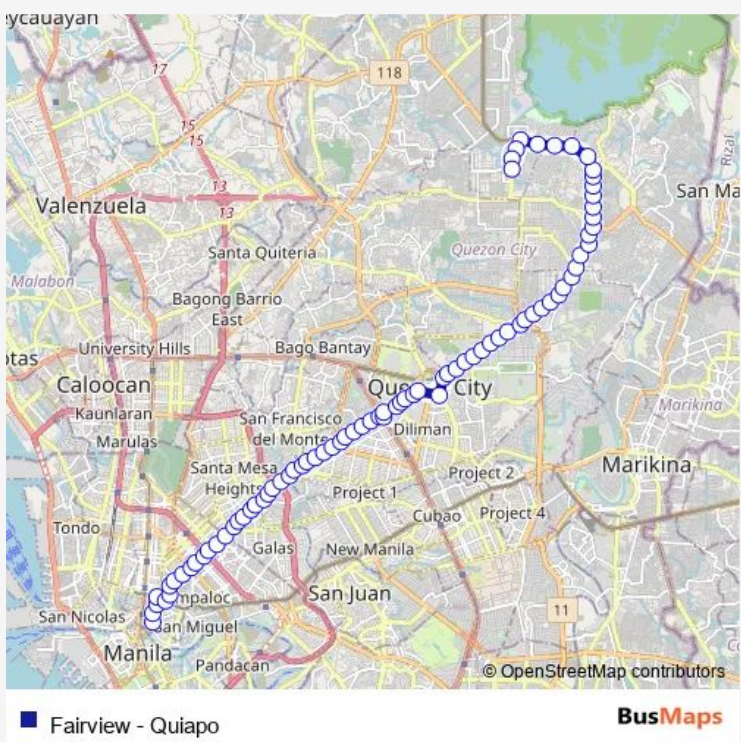 eycauayan
17
118
15
15
Rizal
13
Valenzuela
13
San Ma
Santa Quiteria
Quezon City
Malabon
Bagong Barrio
East
otas
University Hills
Bago Bantay
Caloocan
Quezon City
Kaunlaran
San Francisco
del Monte
Diliman
Marikina
Marulas
Santa Mesa
Heights
Project 2
Marikina
Project 1
Cubao
Project 4
Tondo
Galas
New Manila
mpaloc
San Juan
San Nicolas
San Miguel
11
Manila
Pandacan
© OpenStreetMap contributors
Fairview - Quiapo
BusMaps